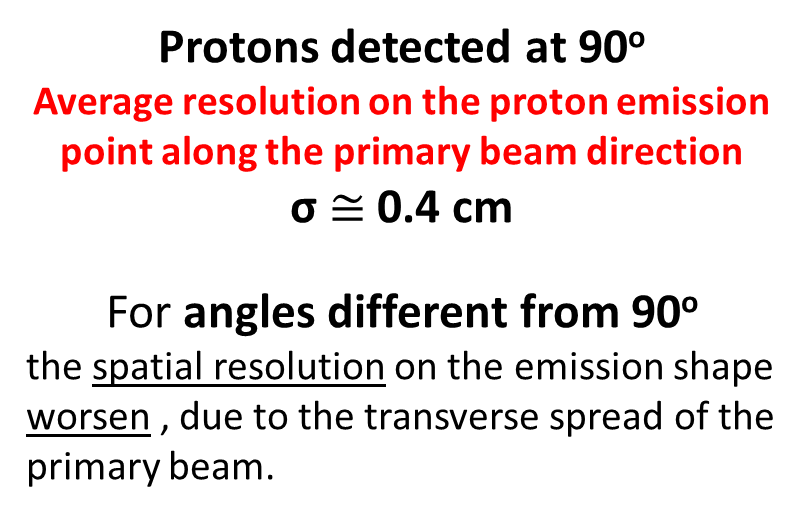 Protons detected at 90º
Average resolution on the proton emission
point along the primary beam direction
σ ≅ 0.4 cm
For angles different from 90º
the spatial resolution on the emission shape
worsen , due to the transverse spread of the
primary beam.